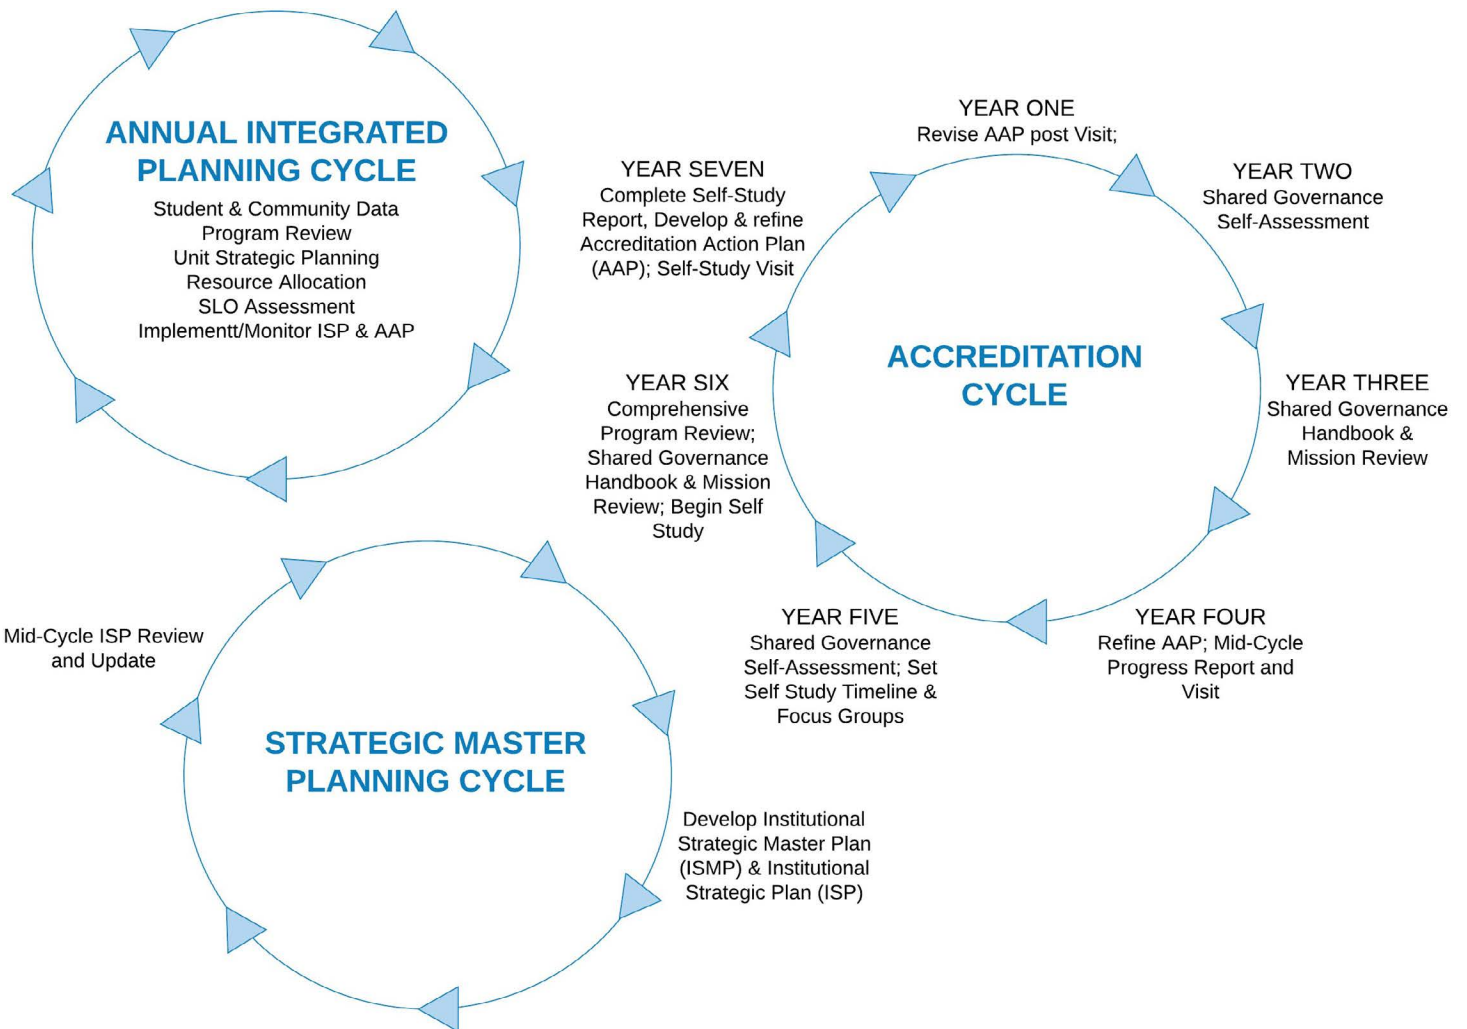 ANNUAL INTEGRATED
PLANNING CYCLE
Student & Community Data
Program Review
Unit Strategic Planning
Resource Allocation
SLO Assessment
Implementt/Monitor ISP & AAP
YEAR ONE
Revise AAP post Visit;
YEAR TWO
Shared Governance
Self-Assessment
YEAR THREE
Shared Governance
Handbook &
Mission Review
YEAR FOUR
Refine AAP; Mid-Cycle
Progress Report and
Visit
YEAR FIVE
Shared Governance
Self-Assessment; Set
Self Study Timeline &
Focus Groups
YEAR SIX
Comprehensive
Program Review;
Shared Governance
Handbook & Mission
Review; Begin Self
Study
YEAR SEVEN
Complete Self-Study
Report, Develop & refine
Accreditation Action Plan
(AAP); Self-Study Visit
ACCREDITATION
CYCLE
Mid-Cycle ISP Review
and Update
STRATEGIC MASTER
PLANNING CYCLE
Develop Institutional
Strategic Master Plan
(ISMP) & Institutional
Strategic Plan (ISP)